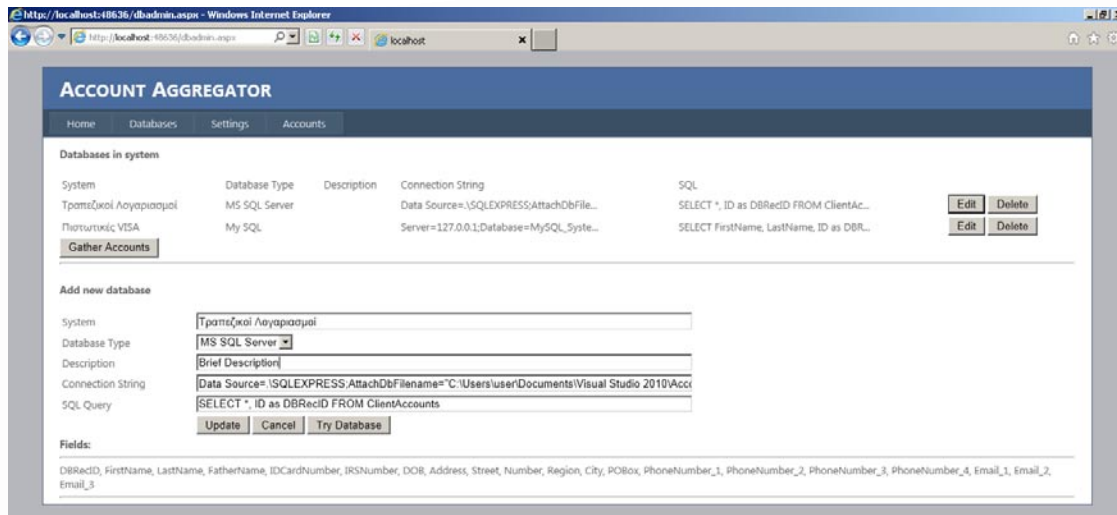 http://localhost:48636/dbadmin.aspx - Windows Internet Explorer
http://localhost:48636/dbadmin.aspx localhost
ACCOUNT AGGREGATOR
Home Databases Settings Accounts
Databases in system
System Database Type Description Connection String SQL
Τραπεζικοί Λογαριασμοί MS SQL Server Data Source=.\SQLEXPRESS;AttachDbFile... SELECT *, ID as DBRecID FROM ClientAc... Edit Delete
Πιστωτικές VISA My SQL Server=127.0.0.1;Database=MySQL_Syste... SELECT FirstName, LastName, ID as DBR... Edit Delete
Gather Accounts
Add new database
System Τραπεζικοί Λογαριασμοί
Database Type MS SQL Server
Description Brief Description
Connection String Data Source=.\SQLEXPRESS;AttachDbFilename="C:\Users\user\Documents\Visual Studio 2010\Acco
SQL Query SELECT *, ID as DBRecID FROM ClientAccounts
Update Cancel Try Database
Fields:
DBRecID, FirstName, LastName, FatherName, IDCardNumber, IRSNumber, DOB, Address, Street, Number, Region, City, POBox, PhoneNumber_1, PhoneNumber_2, PhoneNumber_3, PhoneNumber_4, Email_1, Email_2,
Email_3